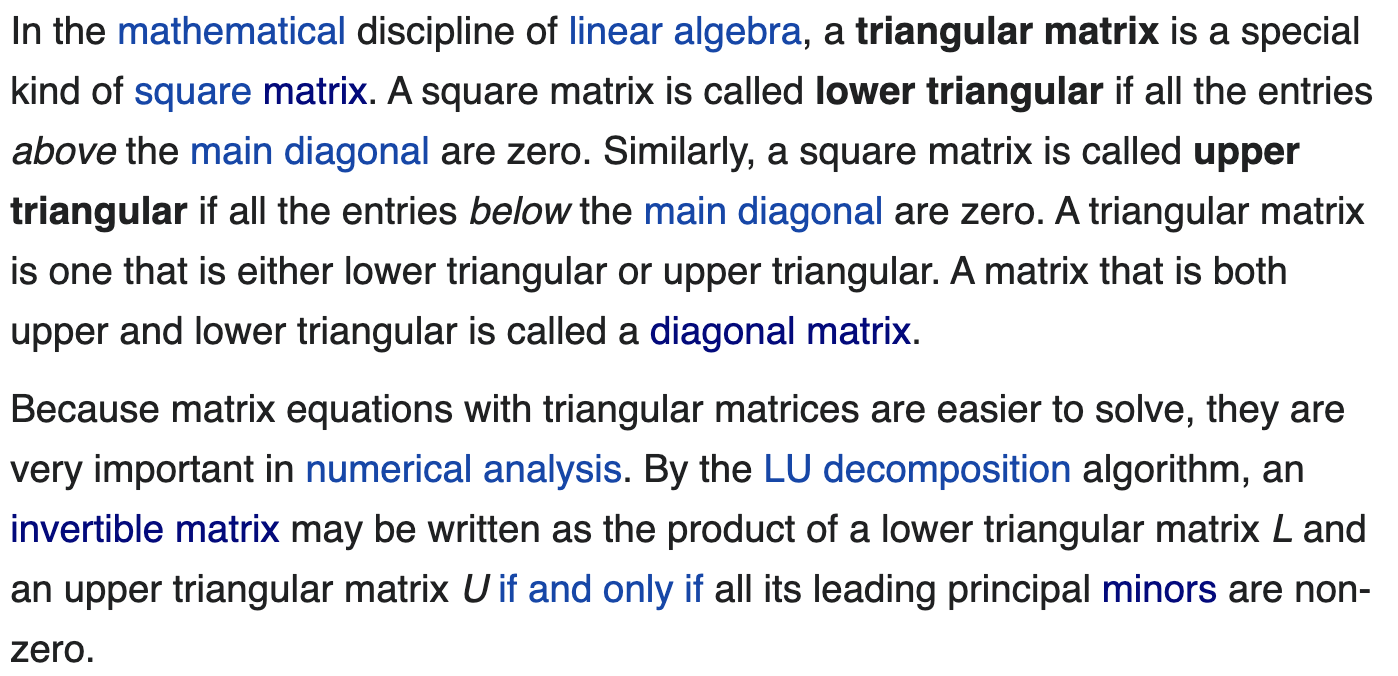 In the mathematical discipline of linear algebra, a triangular matrix is a special
kind of square matrix. A square matrix is called lower triangular if all the entries
above the main diagonal are zero. Similarly, a square matrix is called upper
triangular if all the entries below the main diagonal are zero. A triangular matrix
is one that is either lower triangular or upper triangular. A matrix that is both
upper and lower triangular is called a diagonal matrix.
Because matrix equations with triangular matrices are easier to solve, they are
very important in numerical analysis. By the LU decomposition algorithm, an
invertible matrix may be written as the product of a lower triangular matrix L and
an upper triangular matrix U if and only if all its leading principal minors are non-
zero.